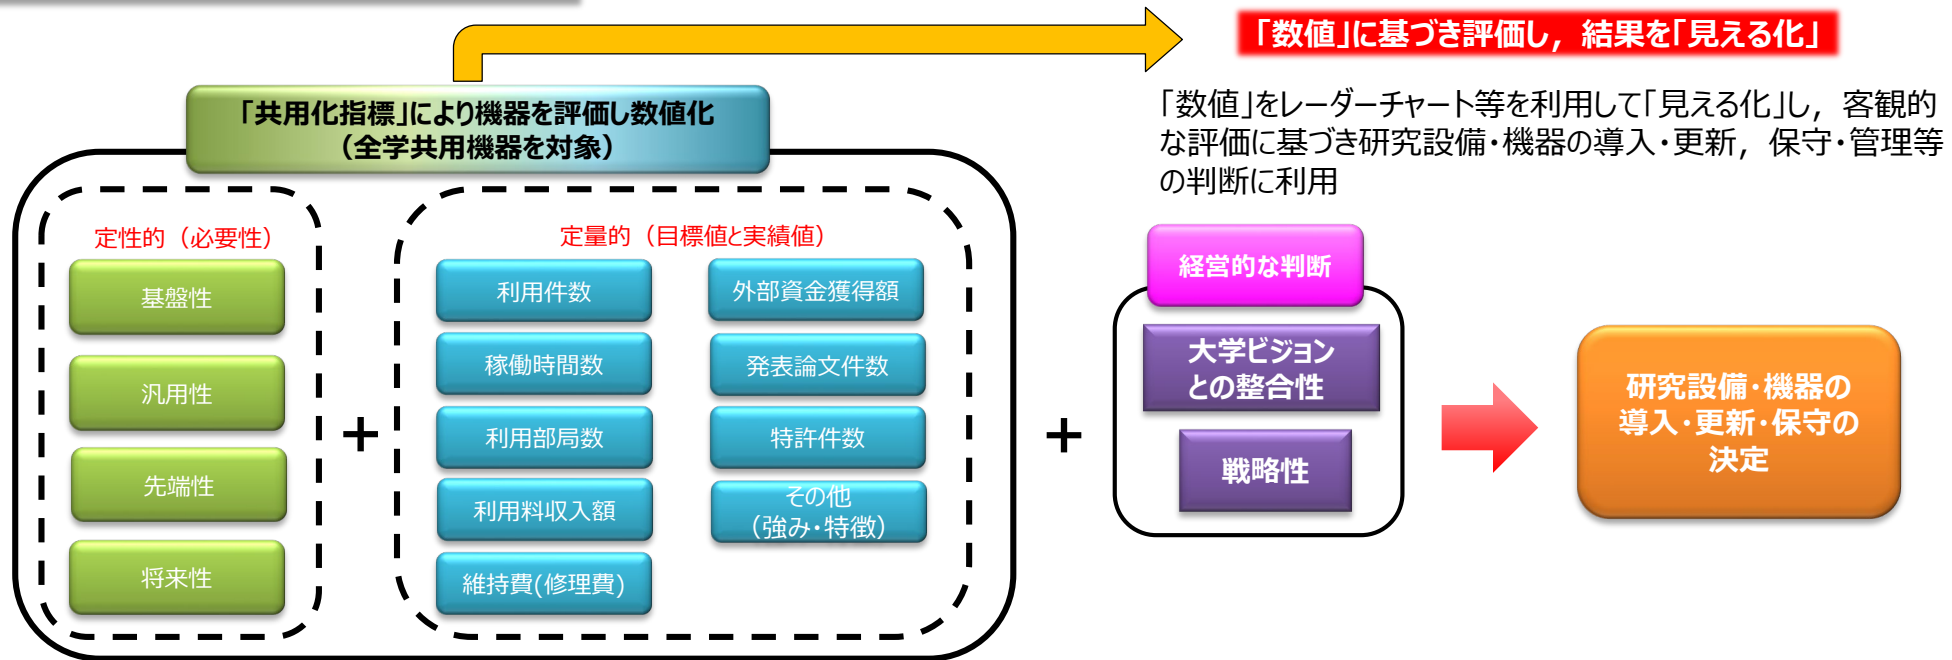 「数値」に基づき評価し，結果を「見える化」
「数値」をレーダーチャート等を利用して「見える化」し，客観的
な評価に基づき研究設備・機器の導入・更新，保守・管理等
の判断に利用
「共用化指標」により機器を評価し数値化
（全学共用機器を対象）
定性的（必要性）
基盤性
汎用性
先端性
将来性
+
定量的（目標値と実績値）
利用件数
稼働時間数
利用部局数
利用料収入額
維持費(修理費)
外部資金獲得額
発表論文件数
特許件数
その他
（強み・特徴）
+
経営的な判断
大学ビジョン
との整合性
戦略性
研究設備・機器の
導入・更新・保守の
決定